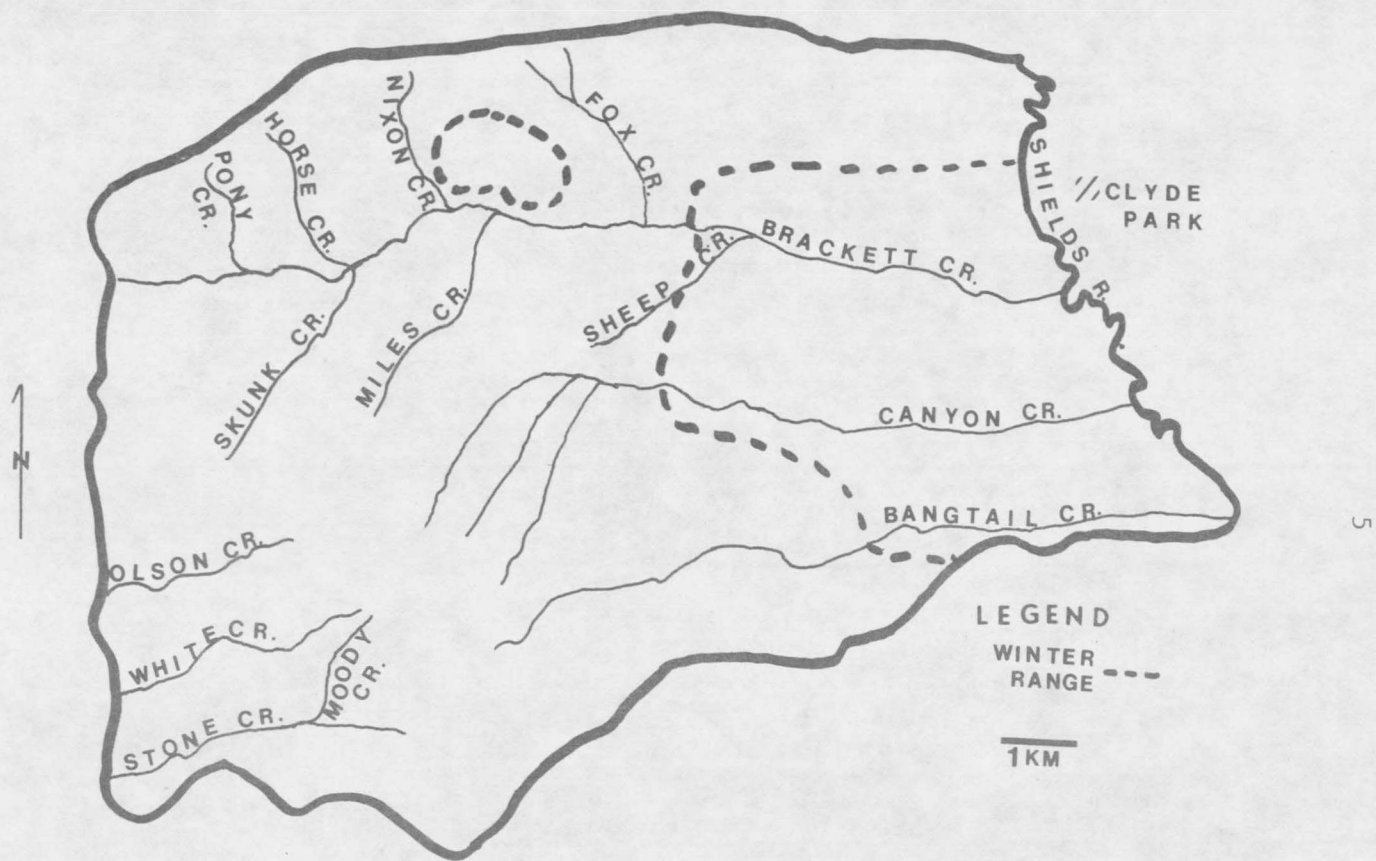 NIXON CR.
FOX CR.
HORSE CR.
PONY
CR.
SHIELDS R.
CLYDE
PARK
BRACKETT CR.
SHEEP CR.
MILES CR.
SKUNK CR.
CANYON CR.
N
BANGTAIL CR.
5
OLSON CR.
WHITE CR.
MOODY
CR.
STONE CR.
LEGEND
WINTER
RANGE
1KM